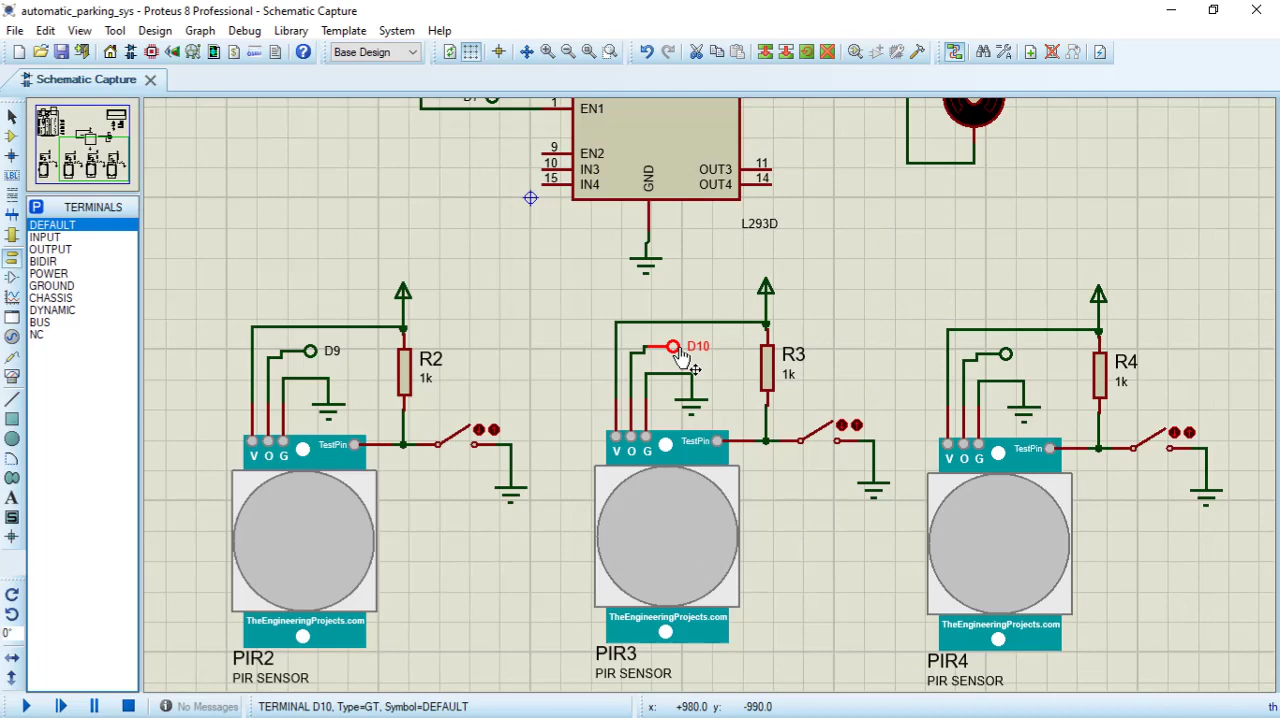 automatic_parking_sys - Proteus 8 Professional - Schematic Capture
File Edit View Tool Design Graph Debug Library Template System Help
Base Design
Schematic Capture
P TERMINALS
DEFAULT
INPUT
OUTPUT
BIDIR
POWER
GROUND
CHASSIS
DYNAMIC
BUS
NC
LBL
A
S
0°
1 EN1
9 EN2
10 IN3
15 IN4
GND
OUT3 11
OUT4 14
L293D
D9
R2
1k
D10
R3
1k
R4
1k
V O G TestPin
V O G TestPin
V O G TestPin
TheEngineeringProjects.com
TheEngineeringProjects.com
TheEngineeringProjects.com
PIR2
PIR SENSOR
PIR3
PIR SENSOR
PIR4
PIR SENSOR
No Messages
TERMINAL D10, Type=GT, Symbol=DEFAULT
x: +980.0 y: -990.0
th